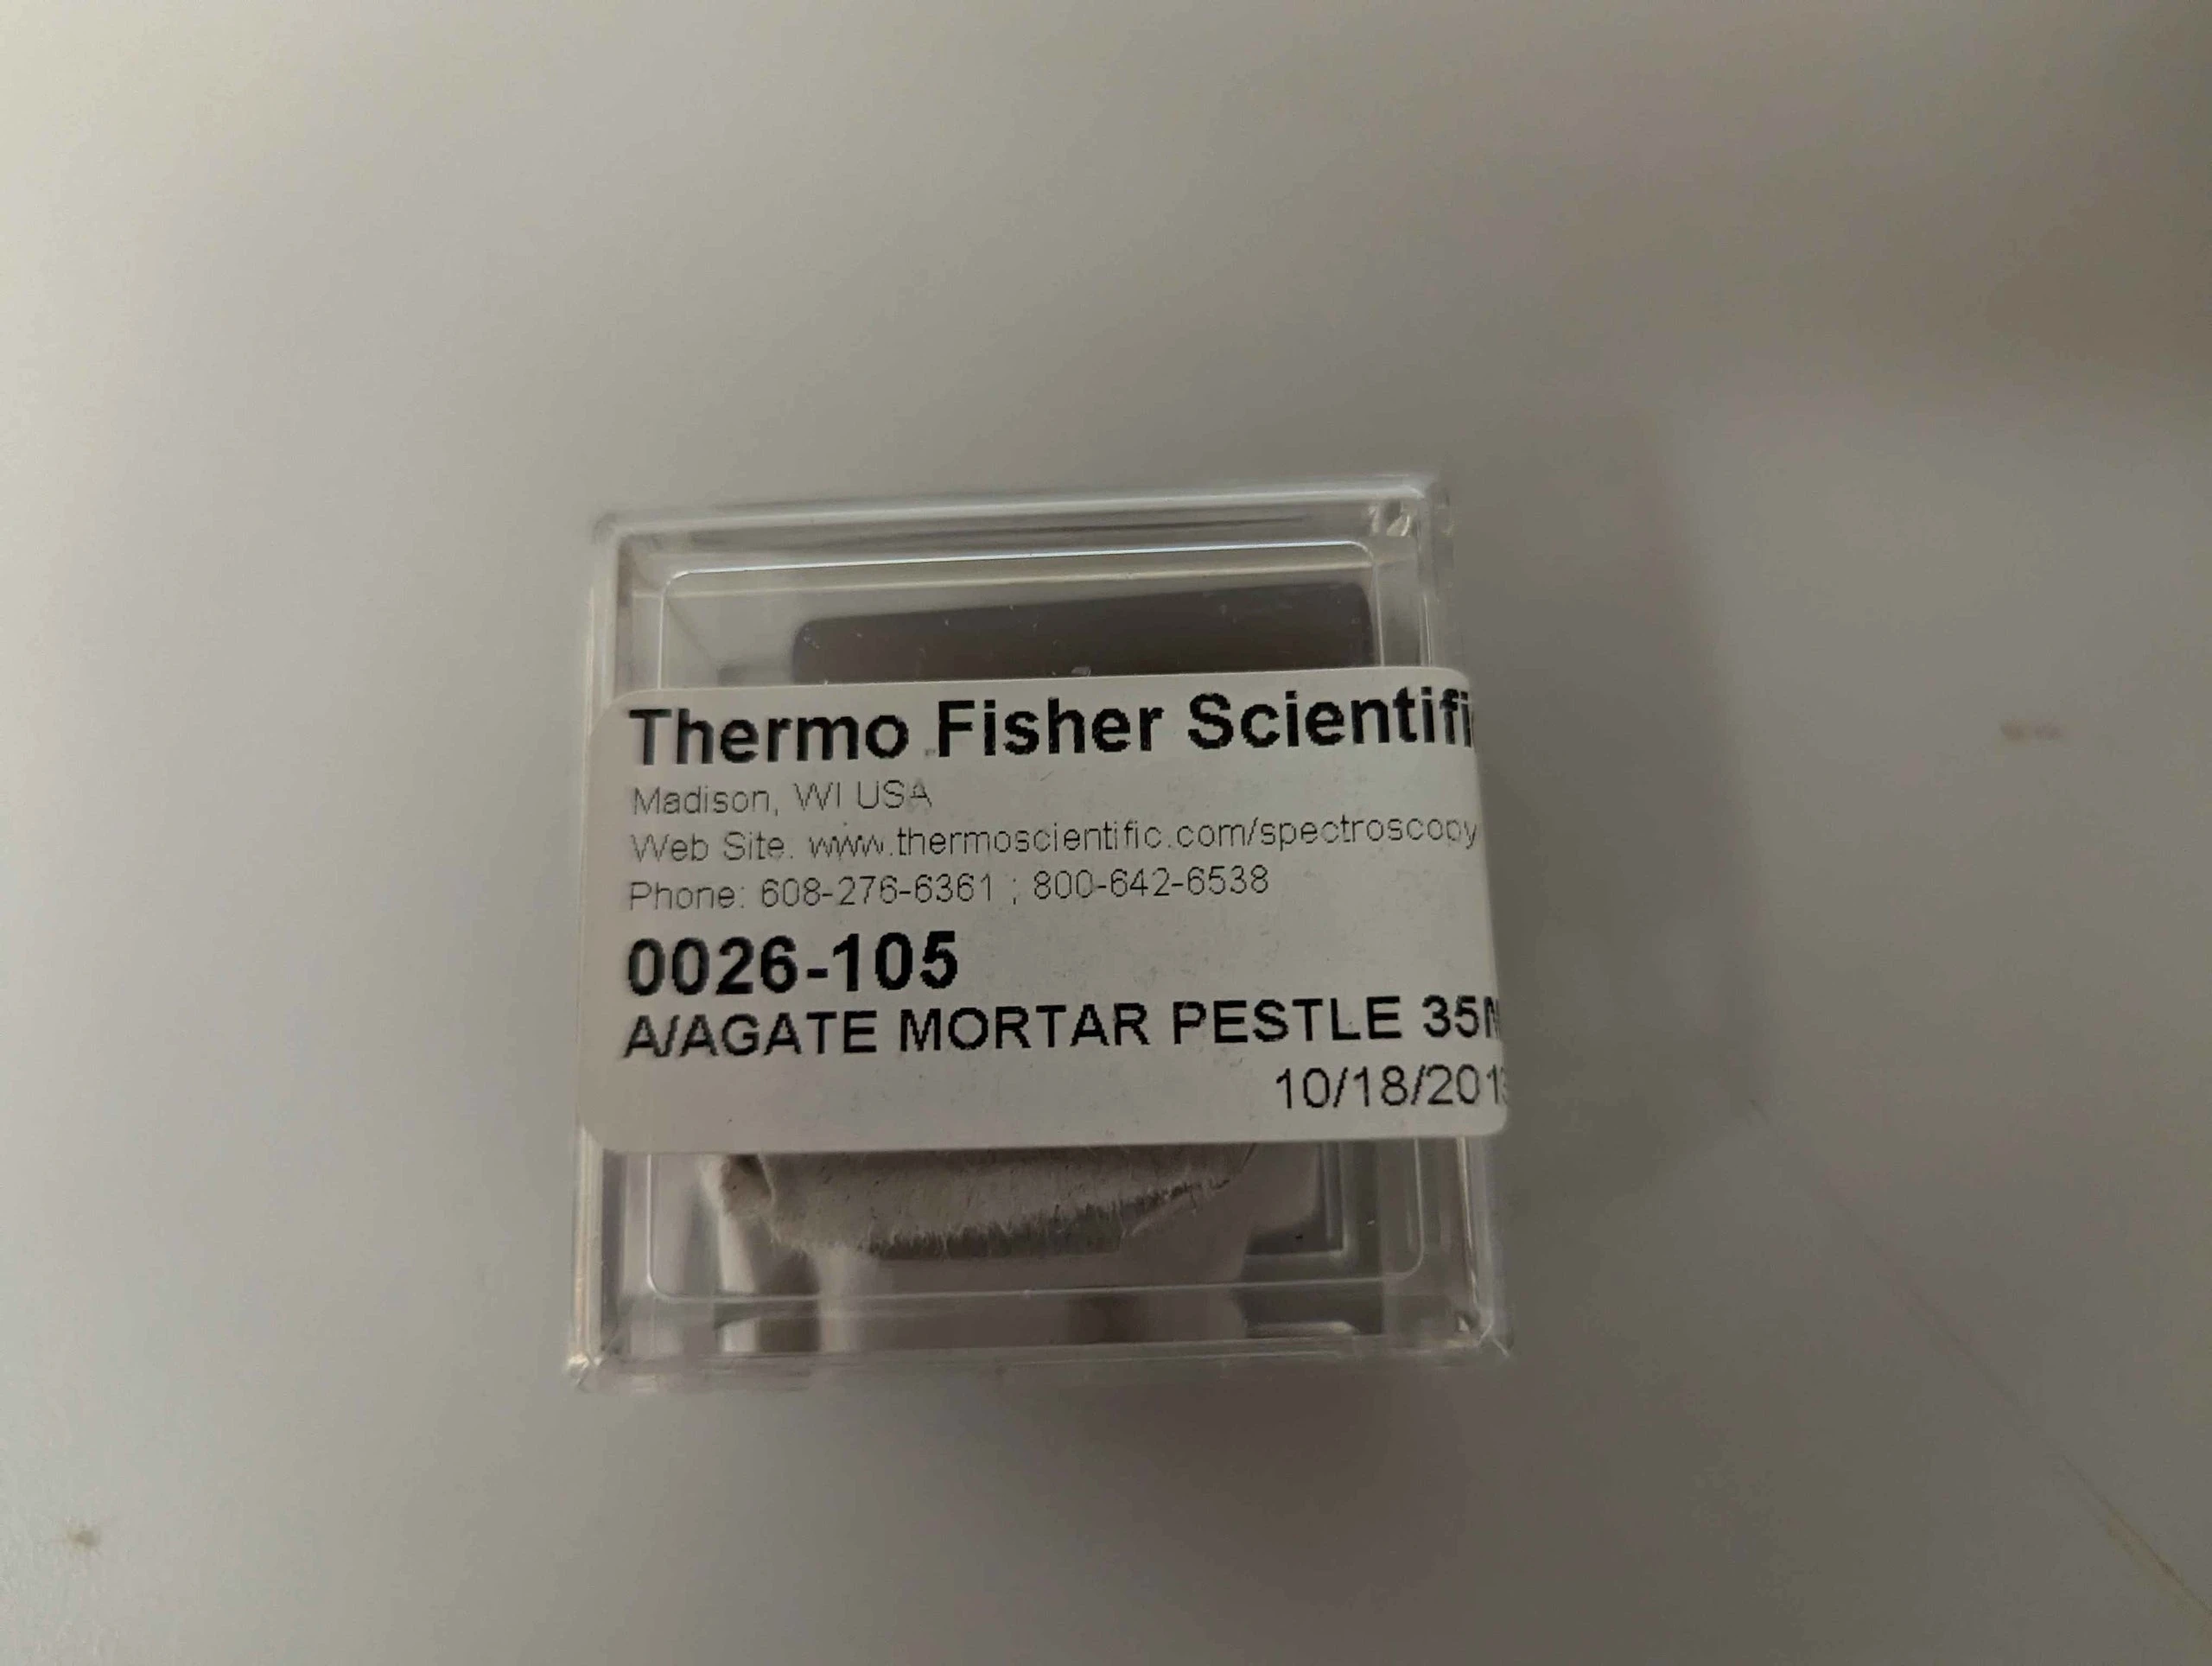 Thermo Fisher Scientifi
Madison, WI USA
Web Site. www.thermoscientific.com/spectroscopy
Phone: 608-276-6361 ; 800-642-6538
0026-105
A/AGATE MORTAR PESTLE 35M
10/18/2013